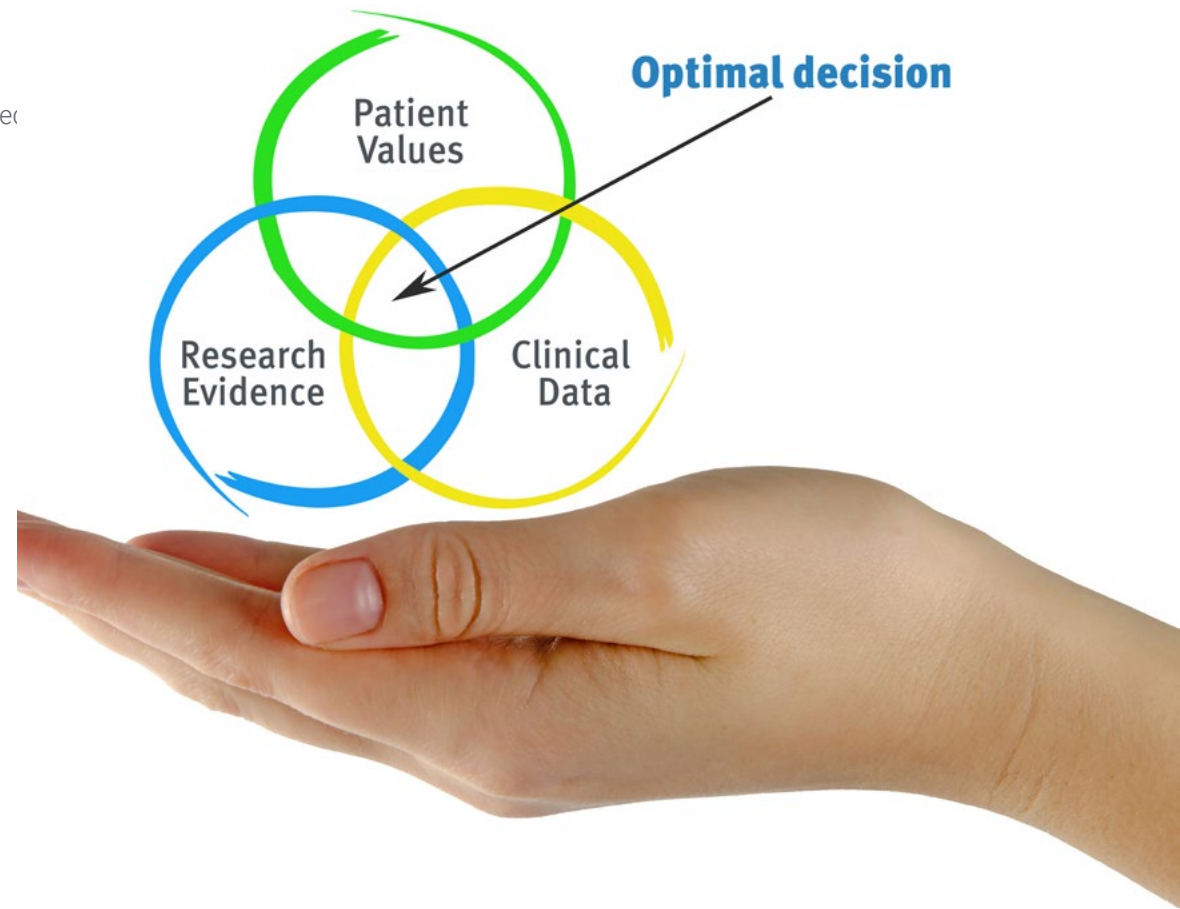 Optimal decision
Patient
Values
Research
Evidence
Clinical
Data